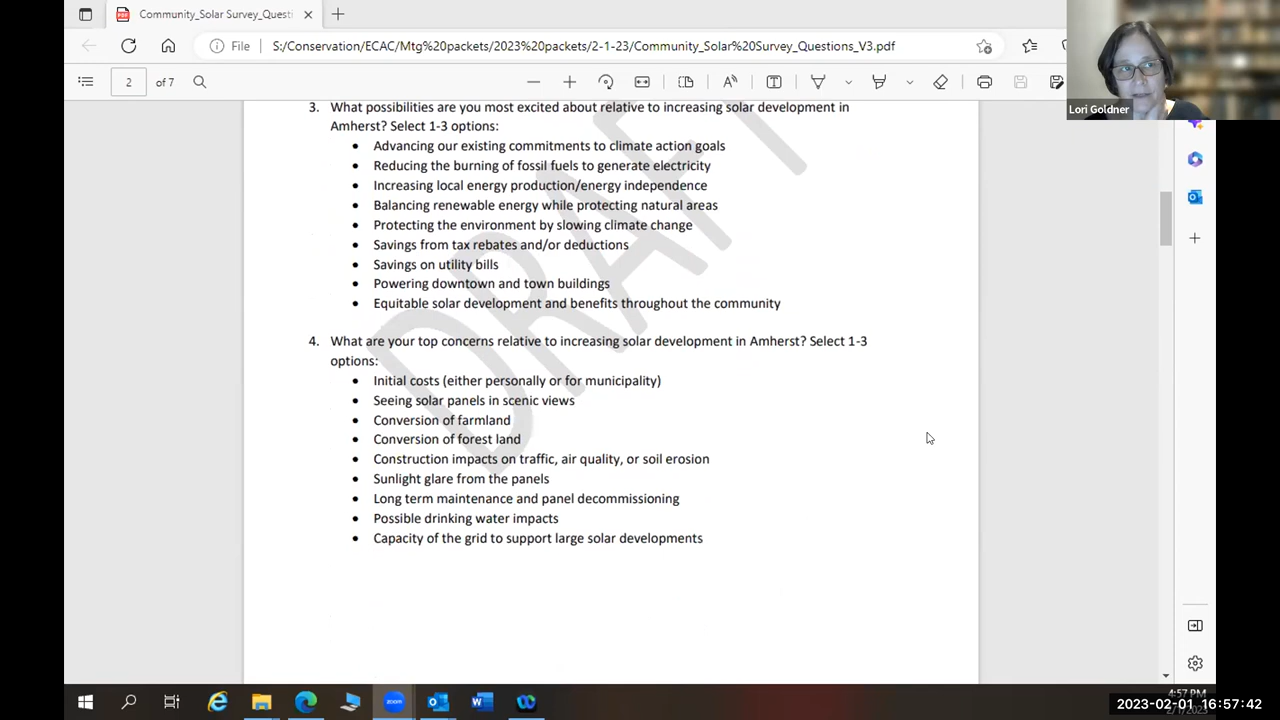 Community_Solar Survey_Questi
File
S:/Conservation/ECAC/Mtg%20packets/2023%20packets/2-1-23/Community_Solar%20Survey_Questions_V3.pdf
2
of 7
Lori Goldner
DRAFT
3. What possibilities are you most excited about relative to increasing solar development in
Amherst? Select 1-3 options:
• Advancing our existing commitments to climate action goals
• Reducing the burning of fossil fuels to generate electricity
• Increasing local energy production/energy independence
• Balancing renewable energy while protecting natural areas
• Protecting the environment by slowing climate change
• Savings from tax rebates and/or deductions
• Savings on utility bills
• Powering downtown and town buildings
• Equitable solar development and benefits throughout the community
4. What are your top concerns relative to increasing solar development in Amherst? Select 1-3
options:
• Initial costs (either personally or for municipality)
• Seeing solar panels in scenic views
• Conversion of farmland
• Conversion of forest land
• Construction impacts on traffic, air quality, or soil erosion
• Sunlight glare from the panels
• Long term maintenance and panel decommissioning
• Possible drinking water impacts
• Capacity of the grid to support large solar developments
zoom
4:57 PM
2023-02-01 16:57:42